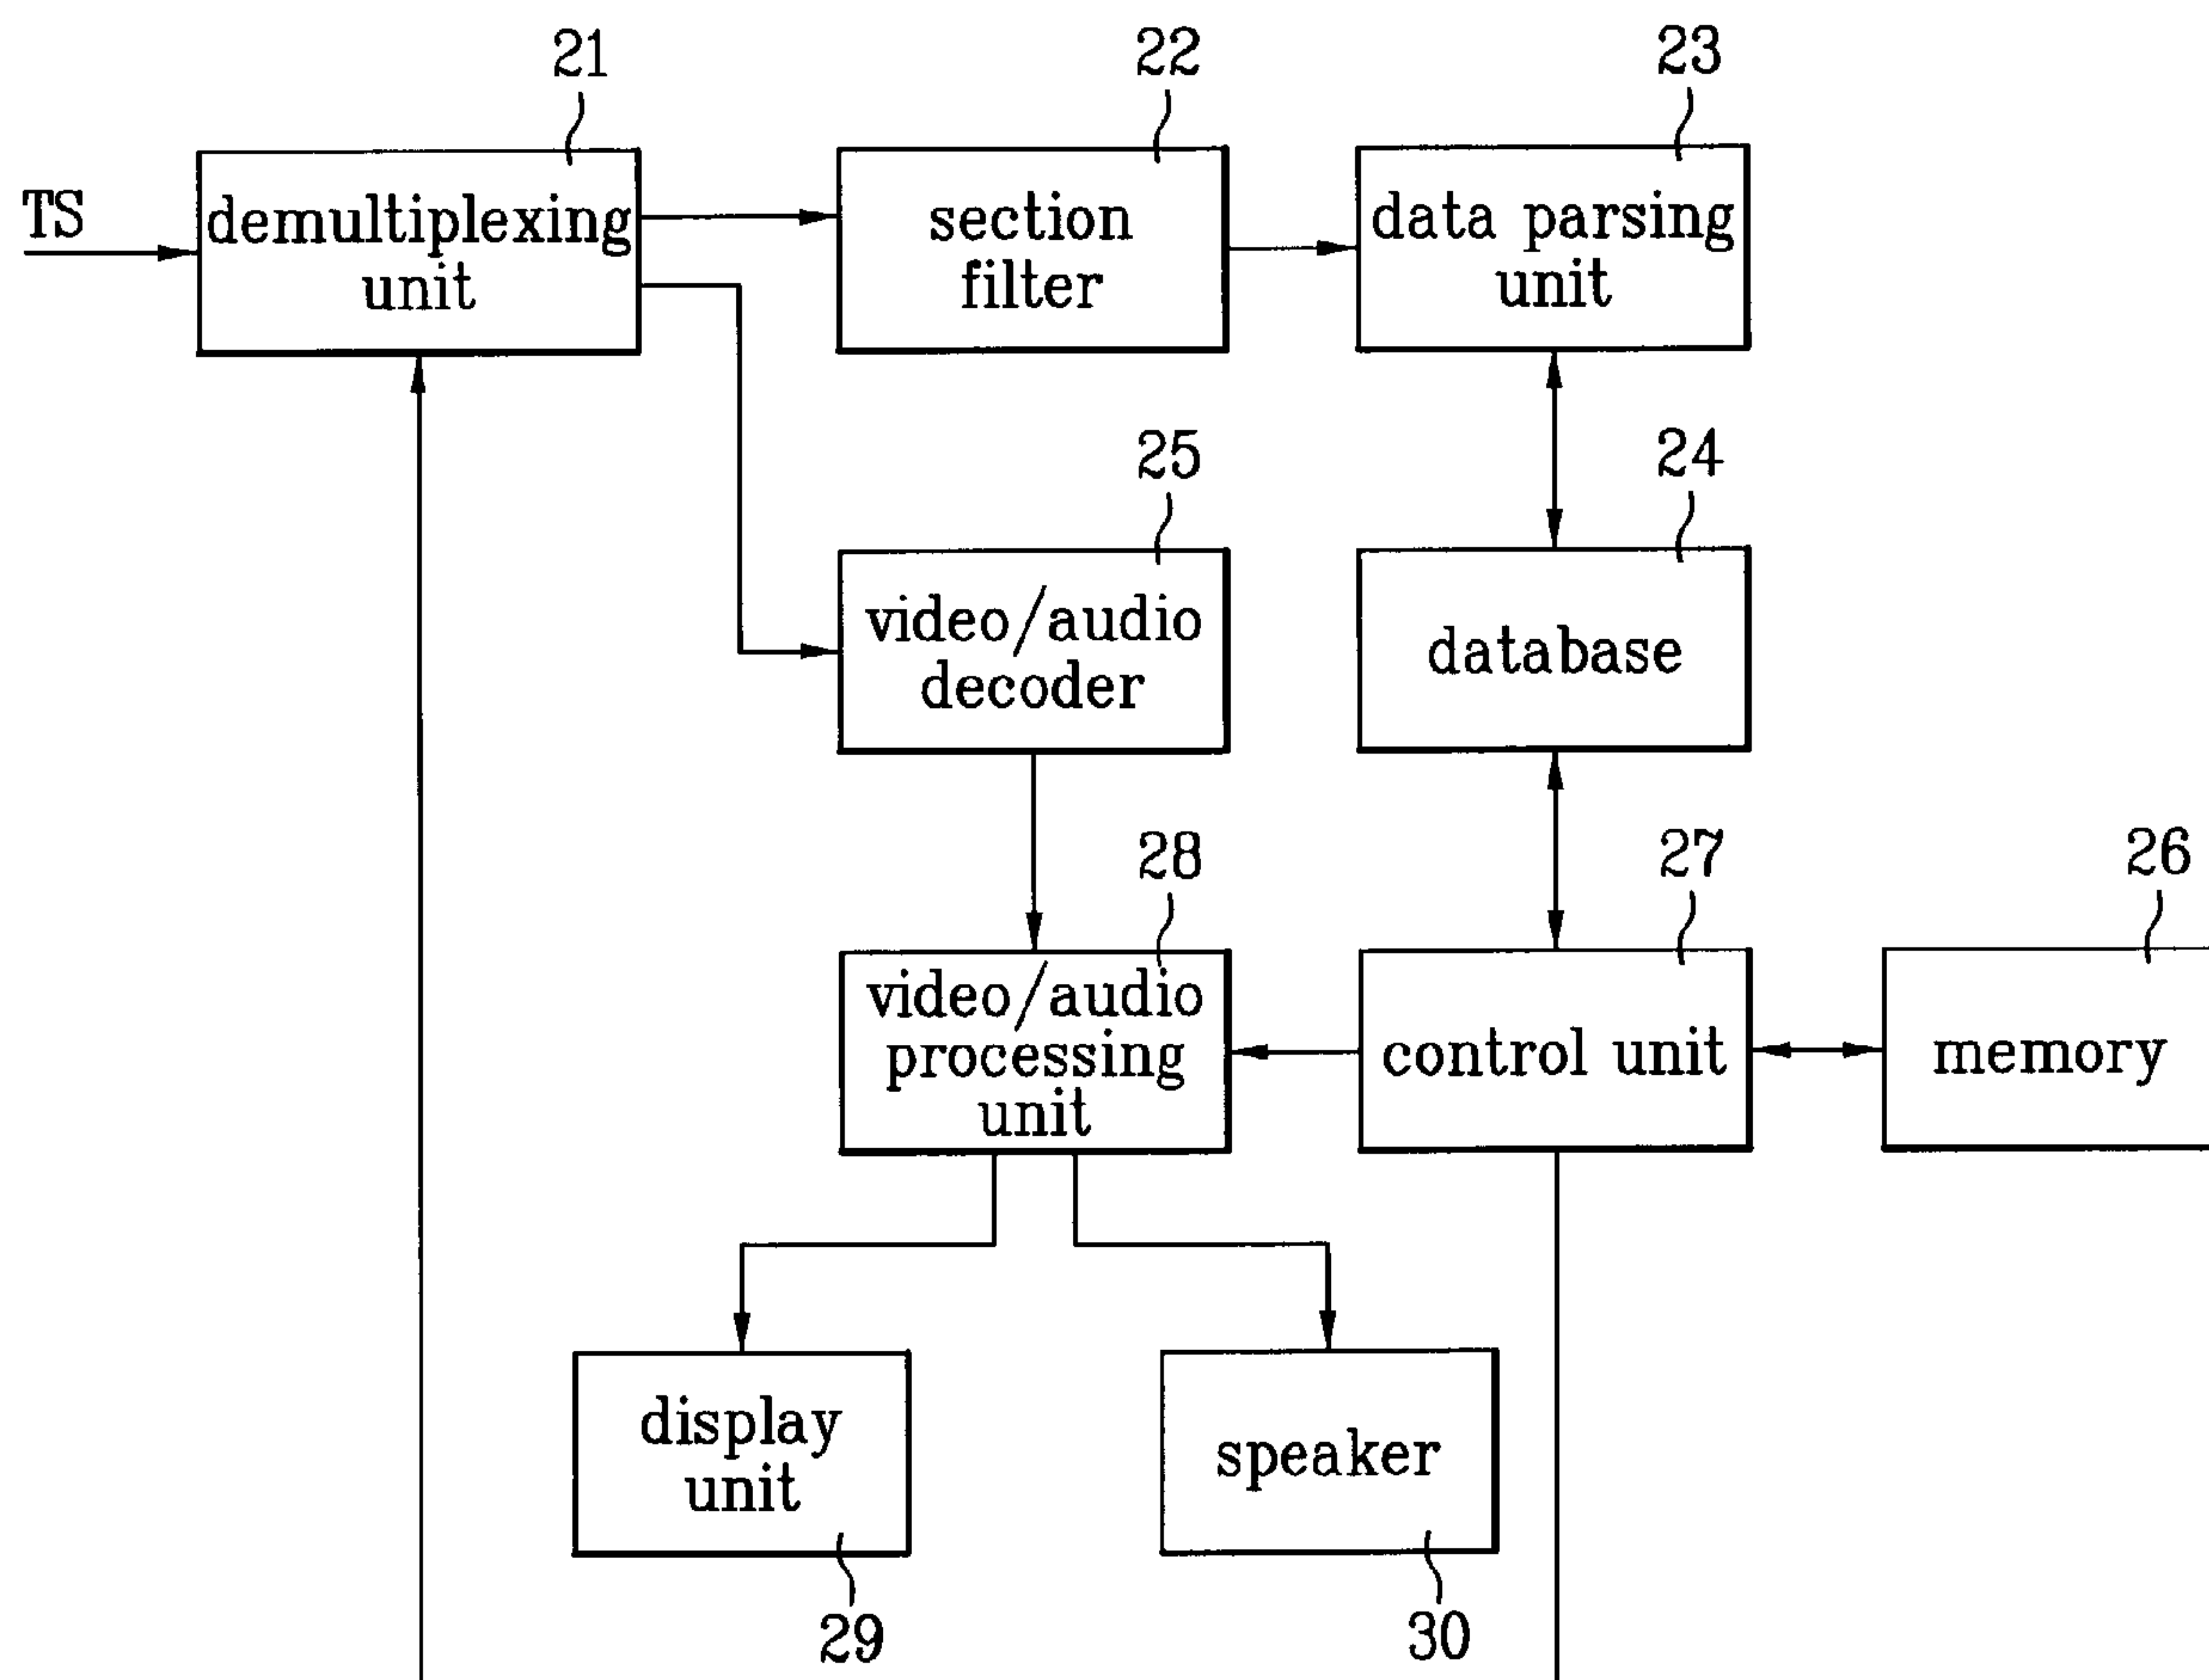 21
22
23
TS
demultiplexing
unit
section
filter
data parsing
unit
25
24
video/audio
decoder
database
28
27
26
video/audio
processing
unit
control unit
memory
display
unit
speaker
29
30